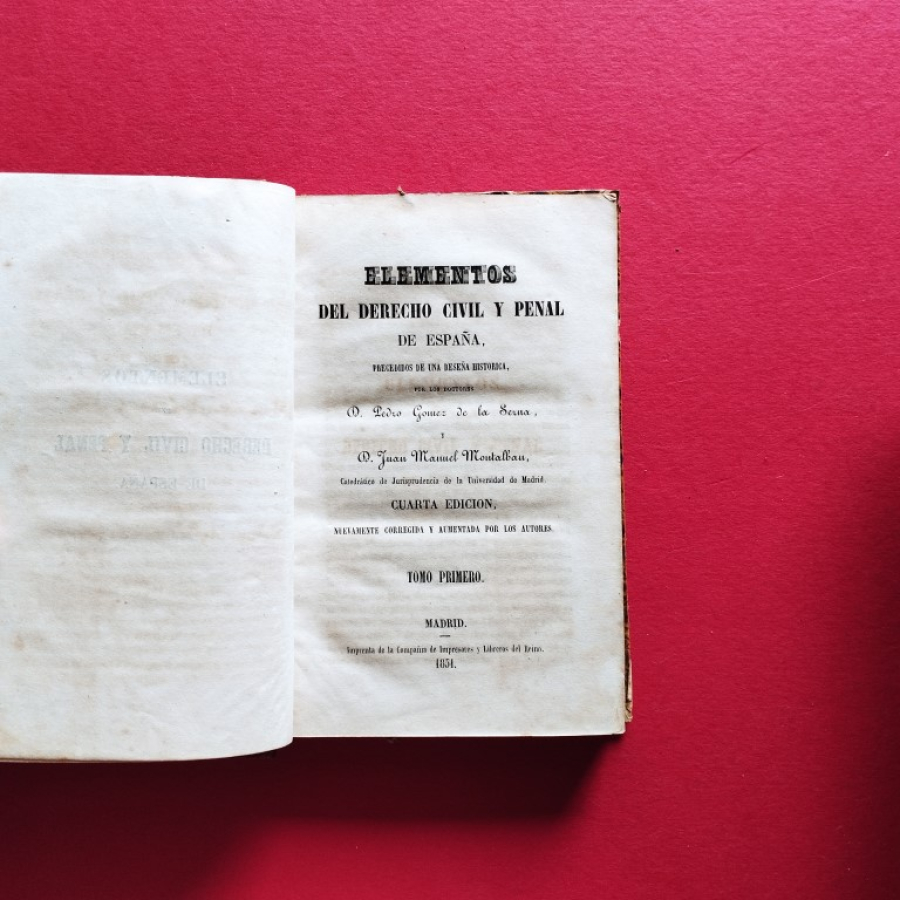 ELEMENTOS
DEL DERECHO CIVIL Y PENAL
DE ESPAÑA,
PRECEDIDOS DE UNA RESEÑA HISTORICA,
POR LOS DOCTORES
D. Pedro Gomez de la Serna,
Y
D. Juan Manuel Montalban,
Catedrático de Jurisprudencia de la Universidad de Madrid.
CUARTA EDICION,
NUEVAMENTE CORREGIDA Y AUMENTADA POR LOS AUTORES.
TOMO PRIMERO.
MADRID.
Imprenta de la Compañia de Impresores y Libreros del Reino.
1851.